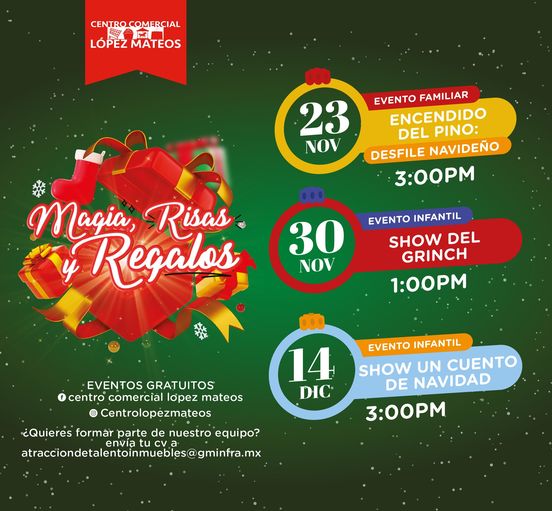 CENTRO COMERCIAL
LÓPEZ MATEOS
Magia, Risas
y Regalos
23
NOV
EVENTO FAMILIAR
ENCENDIDO
DEL PINO:
DESFILE NAVIDEÑO
3:00PM
30
NOV
EVENTO INFANTIL
SHOW DEL
GRINCH
1:00PM
14
DIC
EVENTO INFANTIL
SHOW UN CUENTO
DE NAVIDAD
3:00PM
EVENTOS GRATUITOS
centro comercial lópez mateos
Centrolopezmateos
¿Quieres formar parte de nuestro equipo?
envía tu cv a
atracciondetalentoinmuebles@gminfra.mx